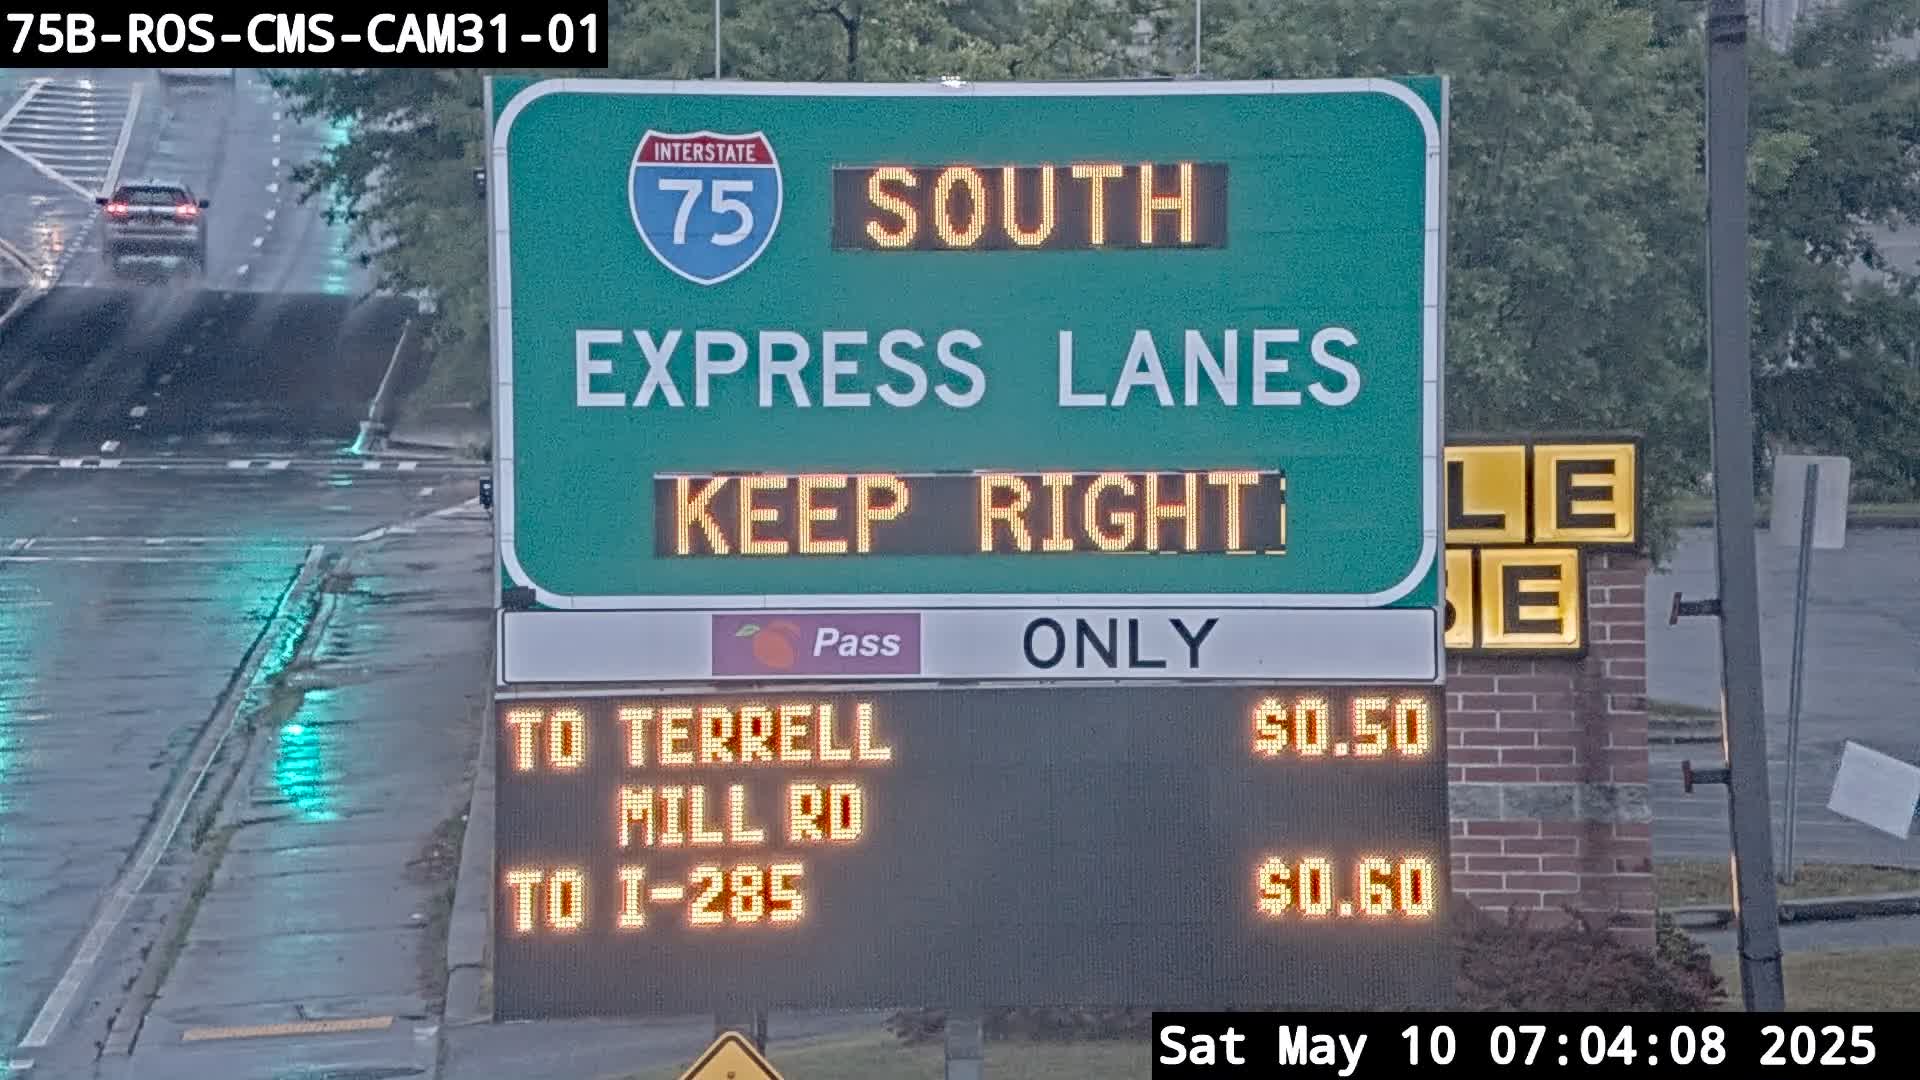 75B-ROS-CMS-CAM31-01
INTERSTATE
75
SOUTH
EXPRESS LANES
KEEP RIGHT
Pass ONLY
TO TERRELL $0.50
MILL RD
TO I-285 $0.60
LE
E
Sat May 10 07:04:08 2025